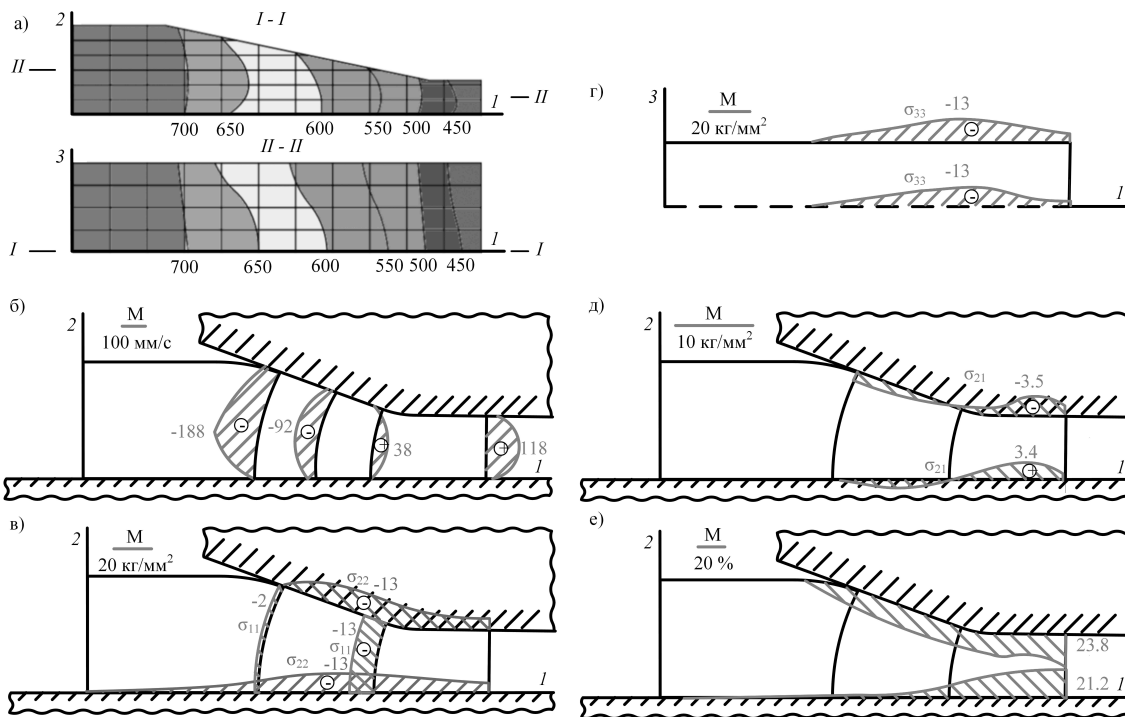 а)
2
I - I
II
1
II
700 650 600 550 500 450
II - II
3
1
I
I
700 650 600 550 500 450
б)
2
М
100 мм/с
-188
-92
38
118
1
в)
2
М
20 кг/мм²
-2
σ₁₁
σ₂₂
-13
-13
σ₁₁
σ₂₂
-13
1
г)
3
М
20 кг/мм²
σ₃₃
-13
σ₃₃
-13
1
д)
2
М
10 кг/мм²
σ₂₁
-3.5
σ₂₁
3.4
1
е)
2
М
20 %
23.8
21.2
1